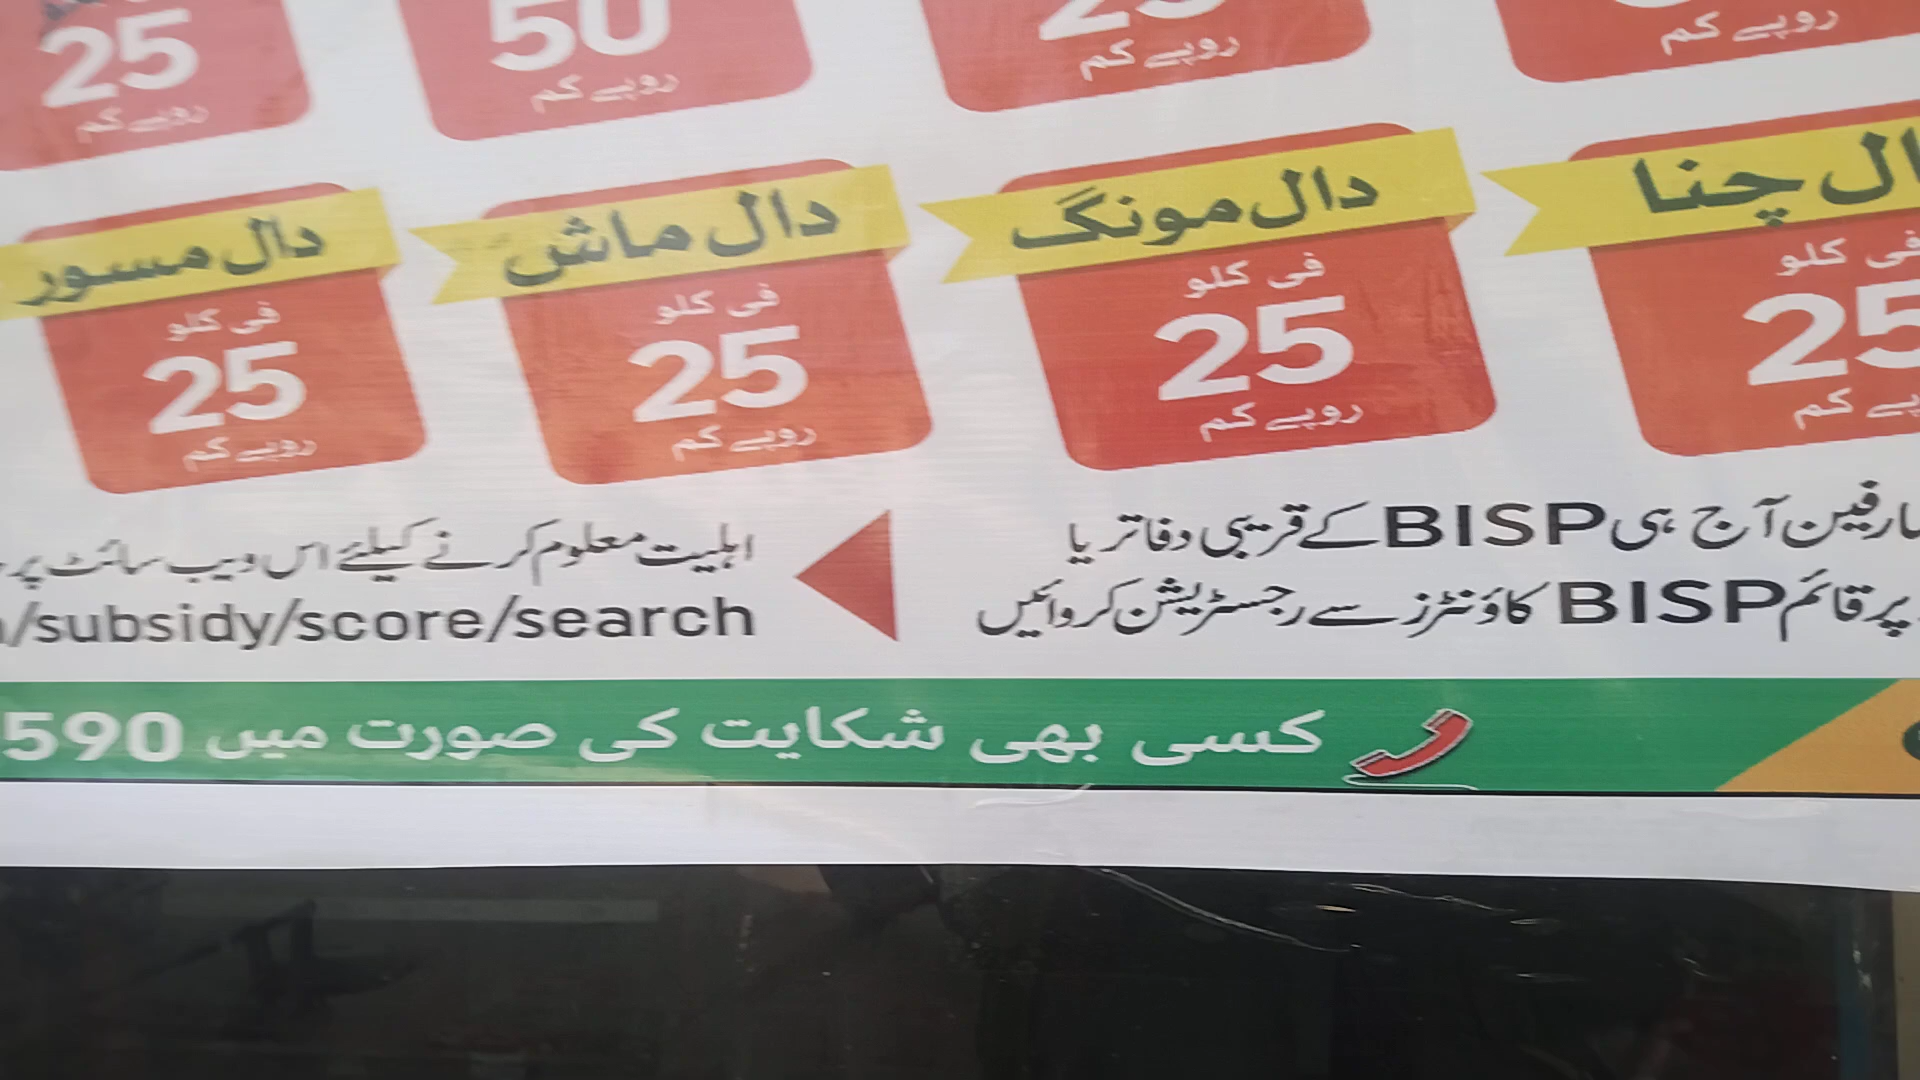 25 50
روپے کم روپے کم روپے کم روپے کم
دال چنا دال مونگ دال ماش دال مسور
فی کلو فی کلو فی کلو فی کلو
25 25 25 25
روپے کم روپے کم روپے کم روپے کم
آج ہی BISP کے قریبی دفاتر یا
پر قائم BISP کاؤنٹرز سے رجسٹریشن کروائیں
اہلیت معلوم کرنے کیلئے اس ویب سائٹ پر
/subsidy/score/search
کسی بھی شکایت کی صورت میں 590